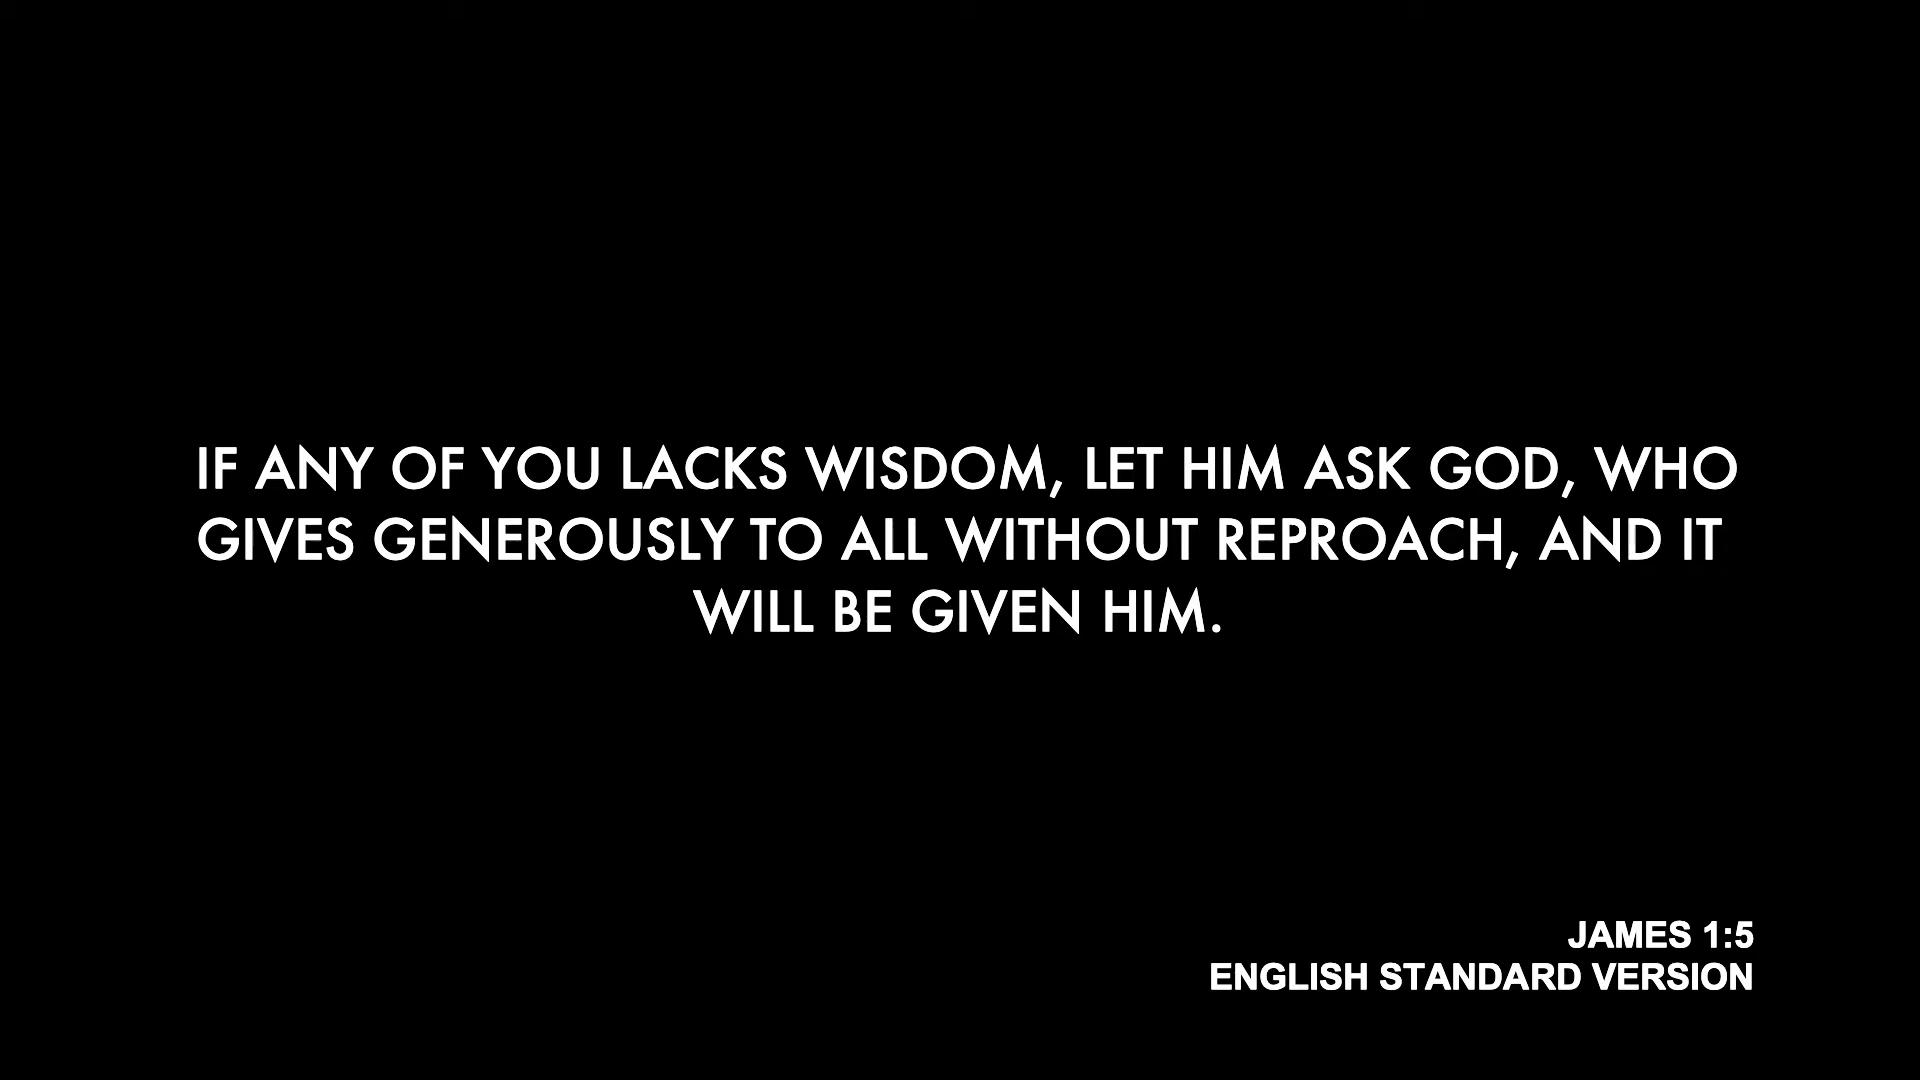 IF ANY OF YOU LACKS WISDOM, LET HIM ASK GOD, WHO
GIVES GENEROUSLY TO ALL WITHOUT REPROACH, AND IT
WILL BE GIVEN HIM.
JAMES 1:5
ENGLISH STANDARD VERSION